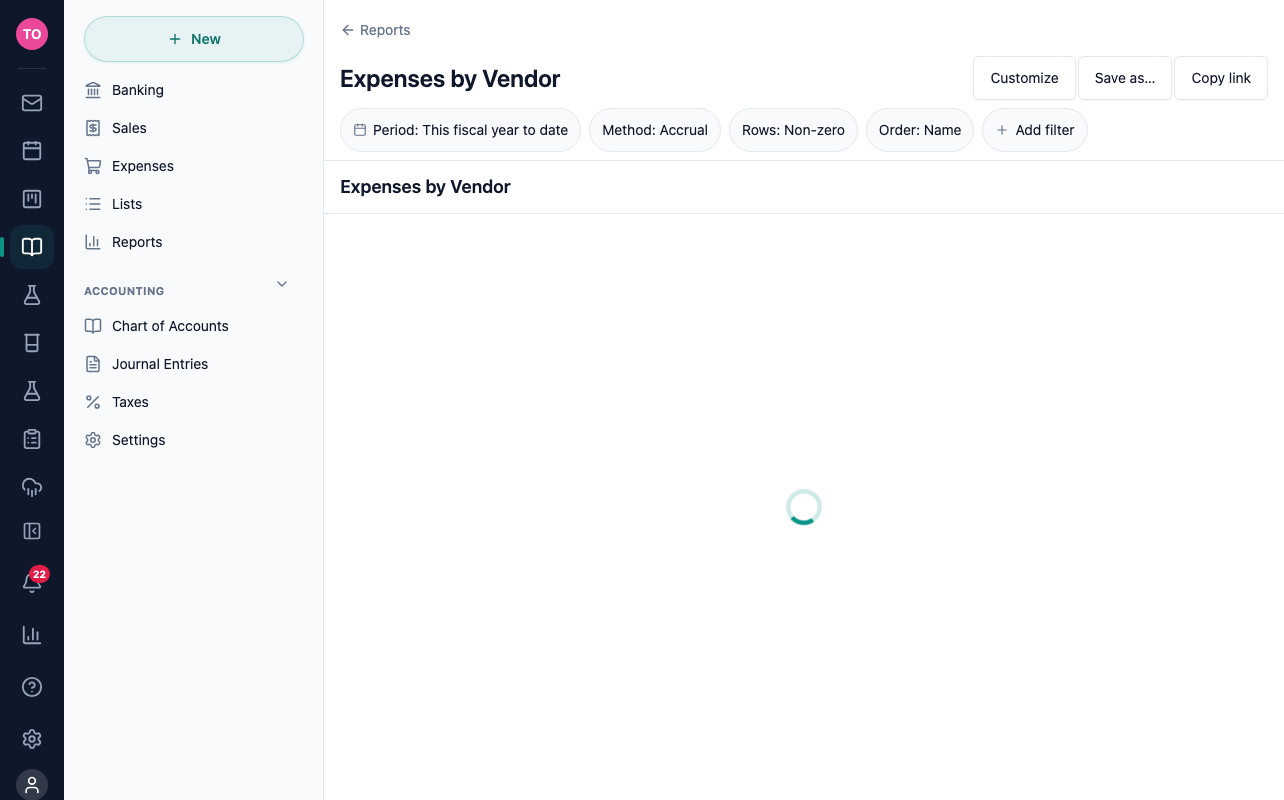 TO
22
New
Banking
Sales
Expenses
Lists
Reports
ACCOUNTING
Chart of Accounts
Journal Entries
Taxes
Settings
Reports
Expenses by Vendor
Customize
Save as...
Copy link
Period: This fiscal year to date
Method: Accrual
Rows: Non-zero
Order: Name
Add filter
Expenses by Vendor